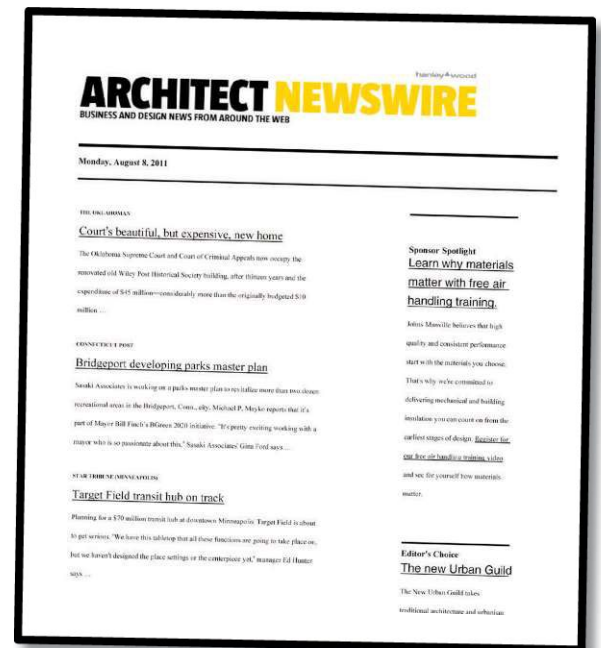 hanley▲wood
ARCHITECT NEWSWIRE
BUSINESS AND DESIGN NEWS FROM AROUND THE WEB
Monday, August 8, 2011
THE OKLAHOMAN
Court's beautiful, but expensive, new home
The Oklahoma Supreme Court and Court of Criminal Appeals now occupy the
renovated old Wiley Post Historical Society building, after thirteen years and the
expenditure of $45 million—considerably more than the originally budgeted $10
million ...
CONNECTICUT POST
Bridgeport developing parks master plan
Sasaki Associates is working on a parks master plan to revitalize more than two dozen
recreational areas in the Bridgeport, Conn., city, Michael P. Mayko reports that it's
part of Mayor Bill Finch's BGreen 2020 initiative. "It's pretty exciting working with a
mayor who is so passionate about this," Sasaki Associates' Gina Ford says ...
STAR TRIBUNE (MINNEAPOLIS)
Target Field transit hub on track
Planning for a $70 million transit hub at downtown Minneapolis Target Field is about
to get serious. "We have this tabletop that all these functions are going to take place on,
but we haven't designed the place settings or the centerpiece yet," manager Ed Hunter
says ...
Sponsor Spotlight
Learn why materials
matter with free air
handling training.
Johns Manville believes that high
quality and consistent performance
start with the materials you choose.
That's why we're committed to
delivering mechanical and building
insulation you can count on from the
earliest stages of design. Register for
our free air handling training video
and see for yourself how materials
matter.
Editor's Choice
The new Urban Guild
The New Urban Guild takes
traditional architecture and urbanism